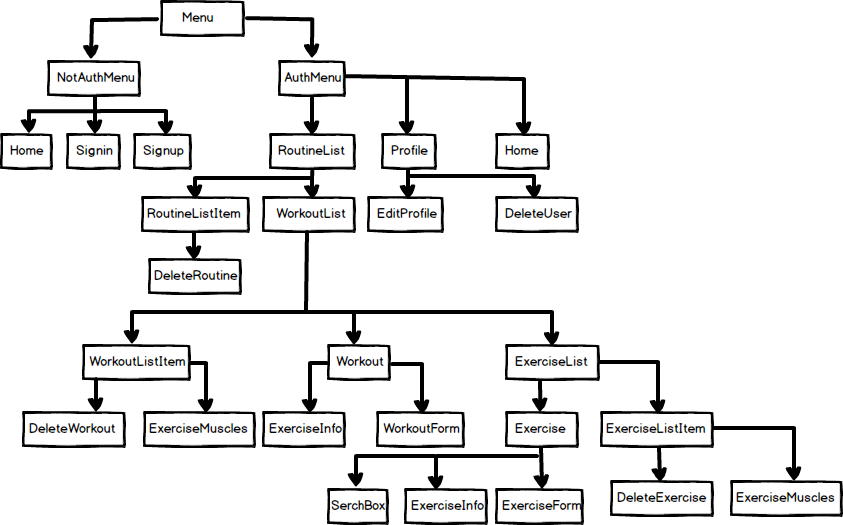 Menu
NotAuthMenu
AuthMenu
Home
Signin
Signup
RoutineList
Profile
Home
RoutineListItem
WorkoutList
EditProfile
DeleteUser
DeleteRoutine
WorkoutListItem
Workout
ExerciseList
DeleteWorkout
ExerciseMuscles
ExerciseInfo
WorkoutForm
Exercise
ExerciseListItem
SerchBox
ExerciseInfo
ExerciseForm
DeleteExercise
ExerciseMuscles